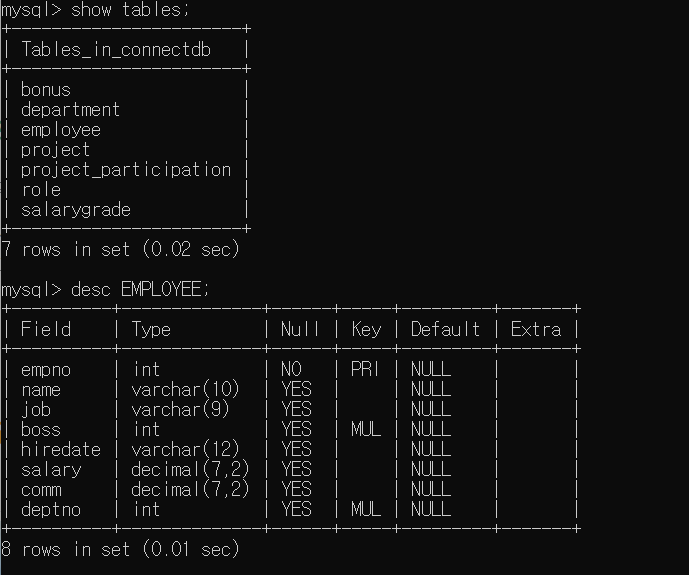 mysql> show tables;
+-----------------------+
| Tables_in_connectdb   |
+-----------------------+
| bonus                 |
| department            |
| employee              |
| project               |
| project_participation |
| role                  |
| salarygrade           |
+-----------------------+
7 rows in set (0.02 sec)
mysql> desc EMPLOYEE;
+----------+--------------+------+-----+---------+-------+
| Field    | Type         | Null | Key | Default | Extra |
+----------+--------------+------+-----+---------+-------+
| empno    | int          | NO   | PRI | NULL    |       |
| name     | varchar(10)  | YES  |     | NULL    |       |
| job      | varchar(9)   | YES  |     | NULL    |       |
| boss     | int          | YES  | MUL | NULL    |       |
| hiredate | varchar(12)  | YES  |     | NULL    |       |
| salary   | decimal(7,2) | YES  |     | NULL    |       |
| comm     | decimal(7,2) | YES  |     | NULL    |       |
| deptno   | int          | YES  | MUL | NULL    |       |
+----------+--------------+------+-----+---------+-------+
8 rows in set (0.01 sec)